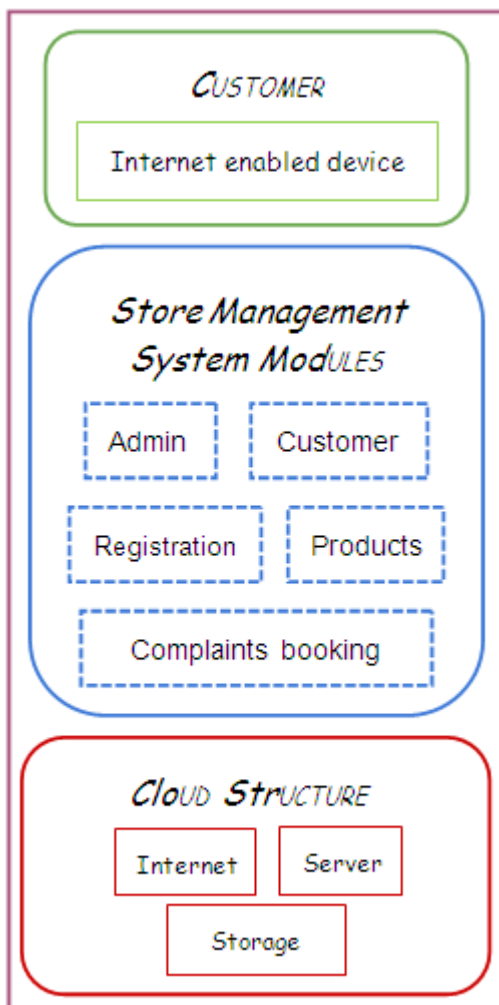 CUSTOMER
Internet enabled device
Store Management
System ModULES
Admin
Customer
Registration
Products
Complaints booking
CloUD StrUCTURE
Internet
Server
Storage